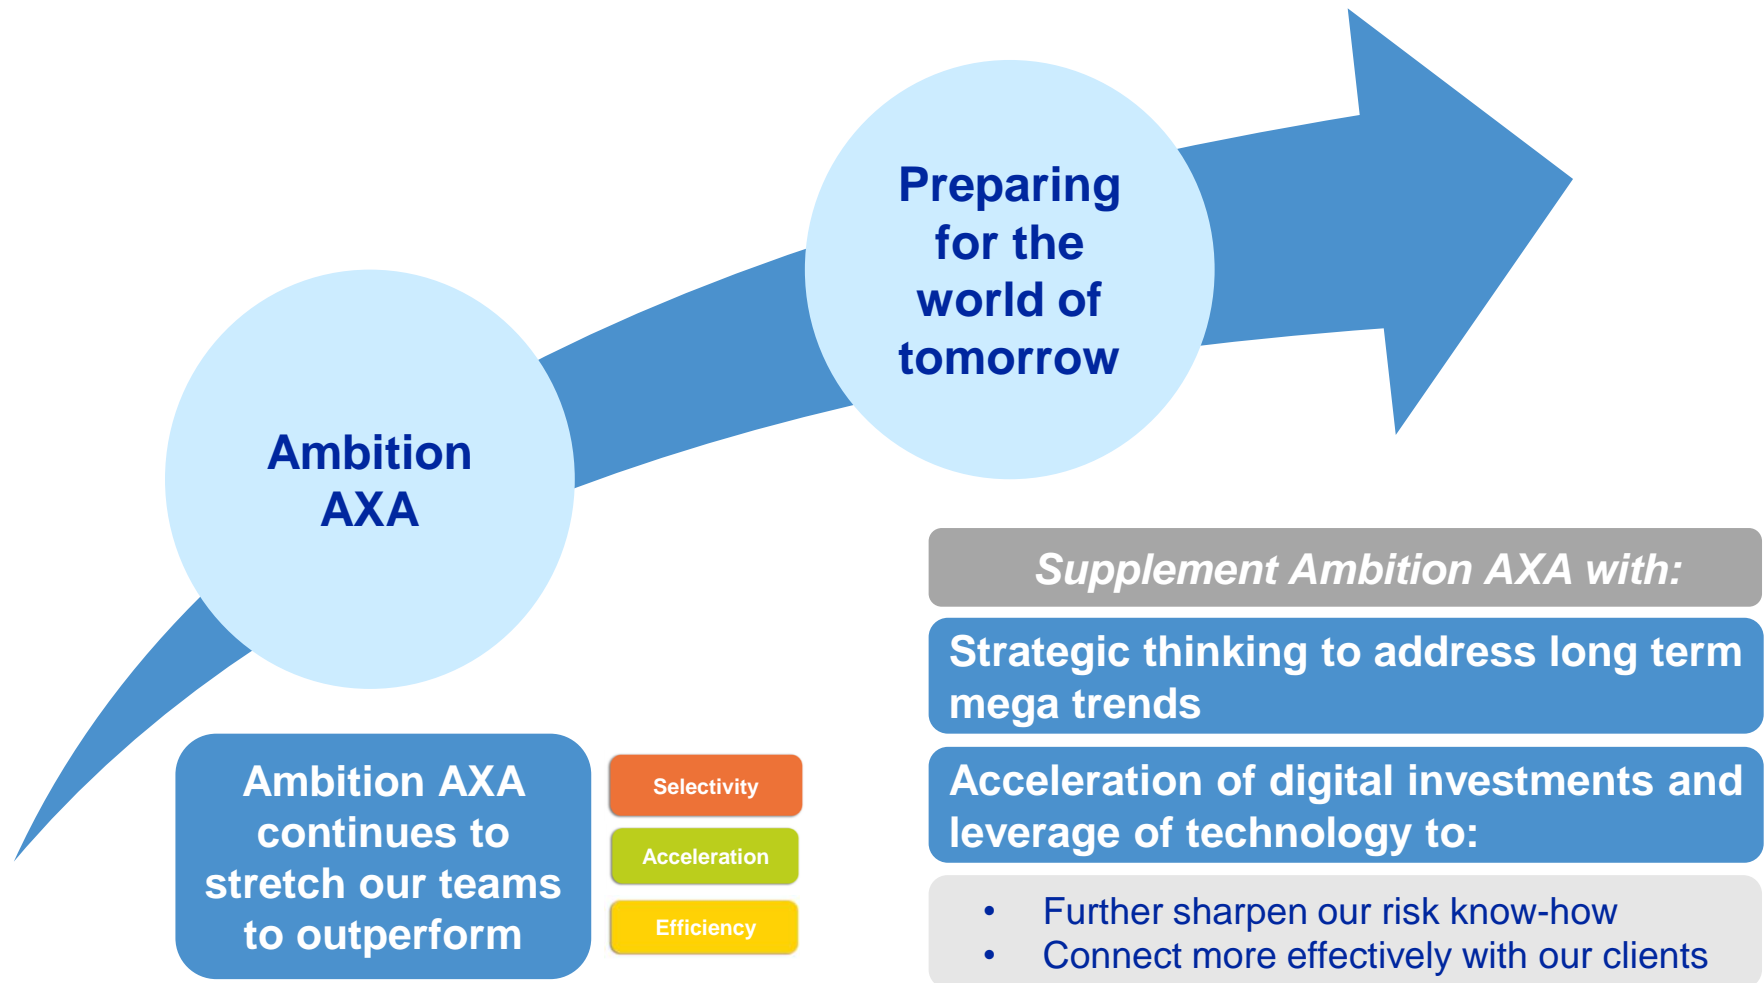 Preparing
for the
world of
tomorrow
Ambition
AXA
Ambition AXA
continues to
stretch our teams
to outperform
Selectivity
Acceleration
Efficiency
Supplement Ambition AXA with:
Strategic thinking to address long term
mega trends
Acceleration of digital investments and
leverage of technology to:
• Further sharpen our risk know-how
• Connect more effectively with our clients